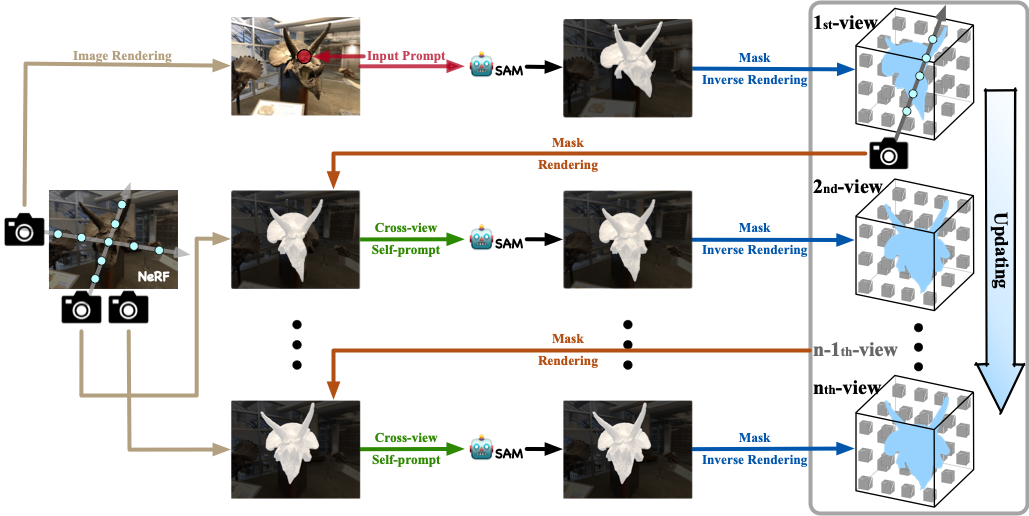 Image Rendering
Input Prompt
SAM
Mask
Inverse Rendering
1st-view
Mask
Rendering
NeRF
Cross-view
Self-prompt
SAM
Mask
Inverse Rendering
2nd-view
Updating
Mask
Rendering
n-1th-view
Cross-view
Self-prompt
SAM
Mask
Inverse Rendering
nth-view